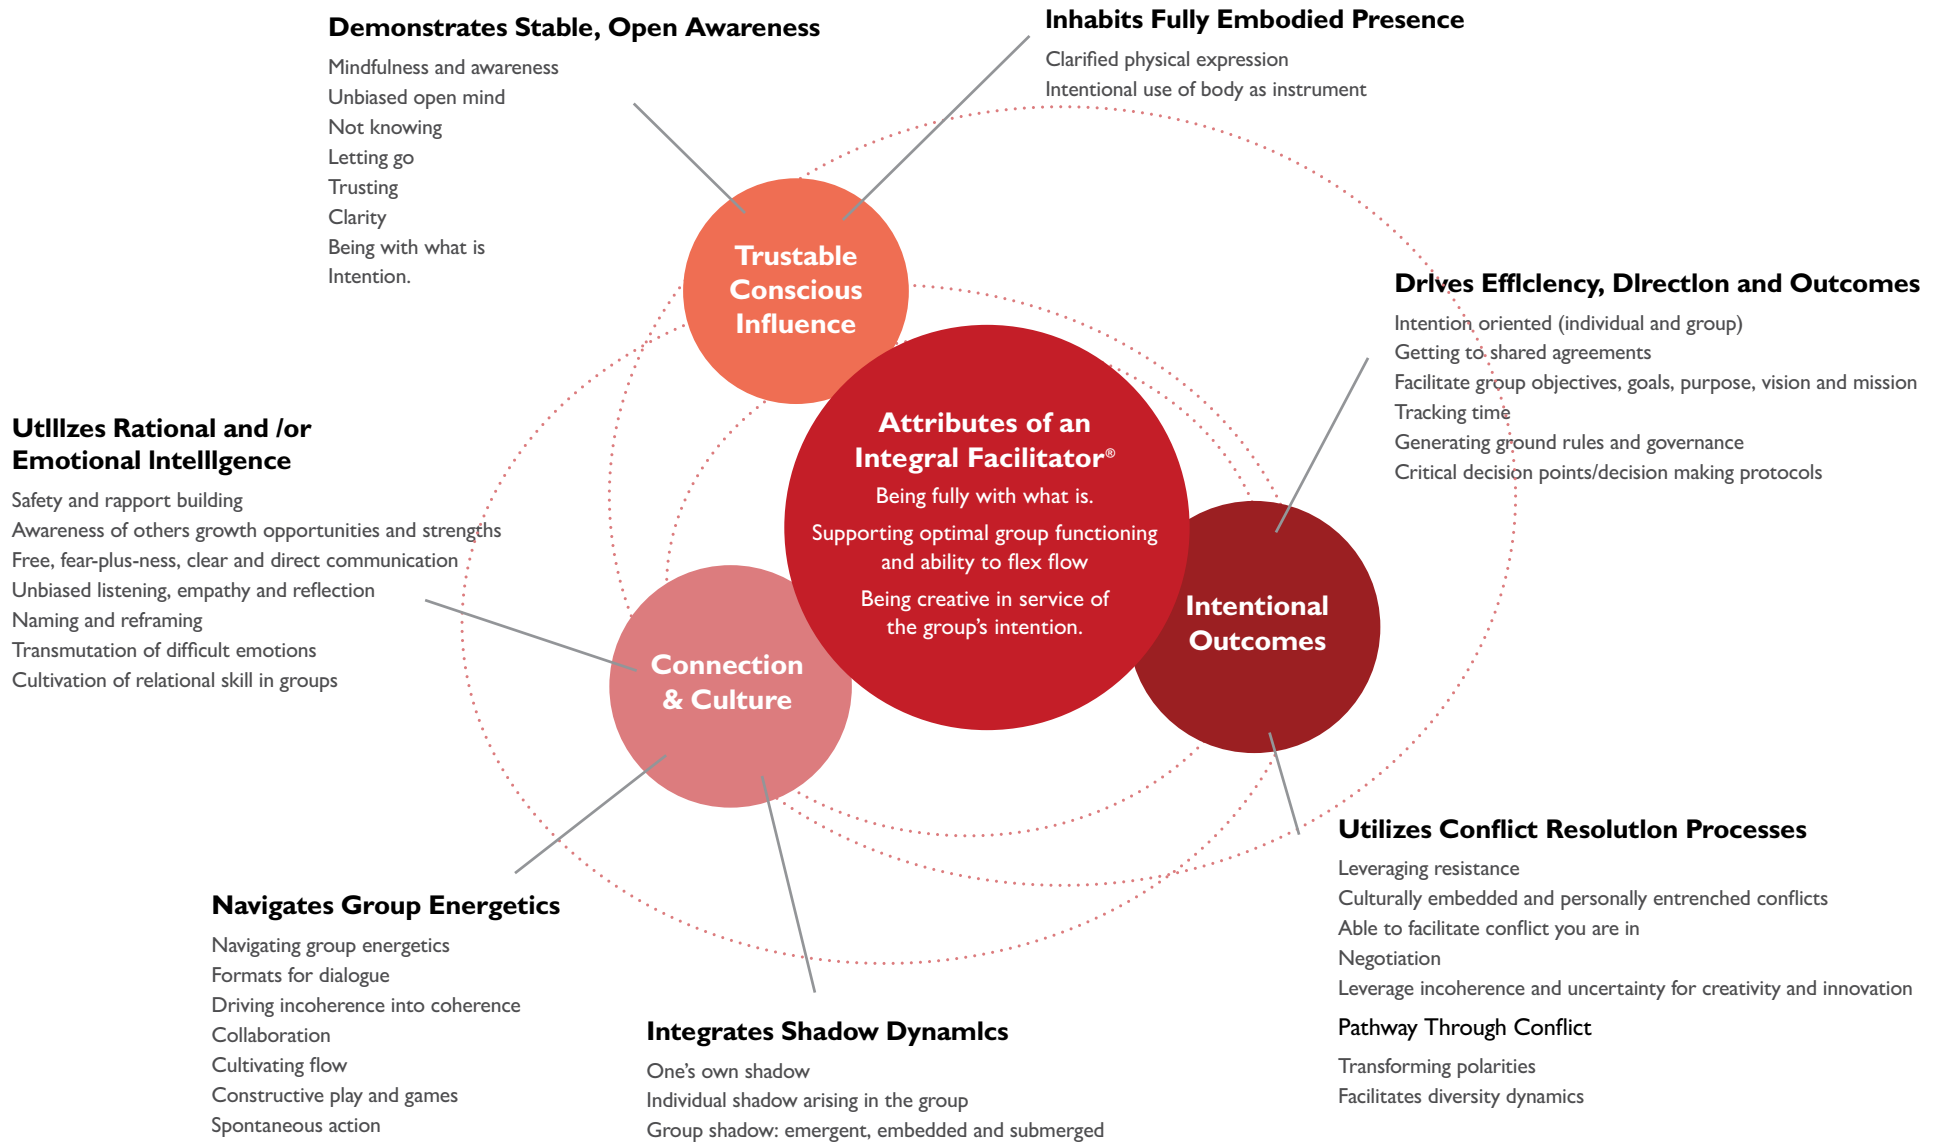 Demonstrates Stable, Open Awareness
Mindfulness and awareness
Unbiased open mind
Not knowing
Letting go
Trusting
Clarity
Being with what is
Intention.
Inhabits Fully Embodied Presence
Clarified physical expression
Intentional use of body as instrument
Trustable
Conscious
Influence
Drives Efficiency, Direction and Outcomes
Intention oriented (individual and group)
Getting to shared agreements
Facilitate group objectives, goals, purpose, vision and mission
Tracking time
Generating ground rules and governance
Critical decision points/decision making protocols
Utilizes Rational and /or
Emotional Intelligence
Safety and rapport building
Awareness of others growth opportunities and strengths
Free, fear-plus-ness, clear and direct communication
Unbiased listening, empathy and reflection
Naming and reframing
Transmutation of difficult emotions
Cultivation of relational skill in groups
Attributes of an
Integral Facilitator®
Being fully with what is.
Supporting optimal group functioning
and ability to flex flow
Being creative in service of
the group's intention.
Intentional
Outcomes
Connection
& Culture
Utilizes Conflict Resolution Processes
Leveraging resistance
Culturally embedded and personally entrenched conflicts
Able to facilitate conflict you are in
Negotiation
Leverage incoherence and uncertainty for creativity and innovation
Pathway Through Conflict
Transforming polarities
Facilitates diversity dynamics
Navigates Group Energetics
Navigating group energetics
Formats for dialogue
Driving incoherence into coherence
Collaboration
Cultivating flow
Constructive play and games
Spontaneous action
Integrates Shadow Dynamics
One's own shadow
Individual shadow arising in the group
Group shadow: emergent, embedded and submerged